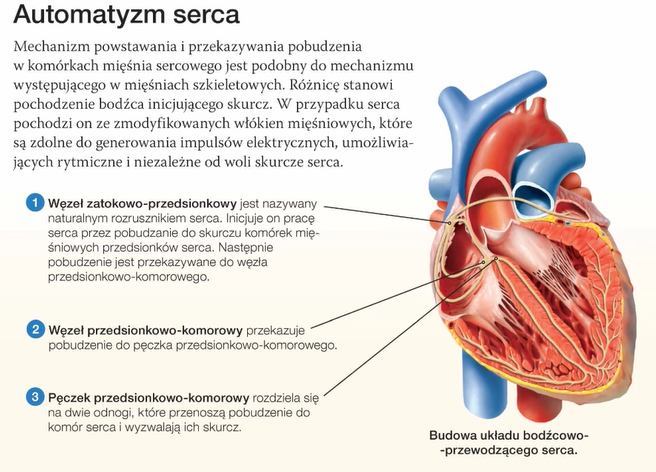 Automatyzm serca
Mechanizm powstawania i przekazywania pobudzenia
w komórkach mięśnia sercowego jest podobny do mechanizmu
występującego w mięśniach szkieletowych. Różnicę stanowi
pochodzenie bodźca inicjującego skurcz. W przypadku serca
pochodzi on ze zmodyfikowanych włókien mięśniowych, które
są zdolne do generowania impulsów elektrycznych, umożliwia-
jących rytmiczne i niezależne od woli skurcze serca.
1 Węzeł zatokowo-przedsionkowy jest nazywany
naturalnym rozrusznikiem serca. Inicjuje on pracę
serca przez pobudzanie do skurczu komórek mię-
śniowych przedsionków serca. Następnie
pobudzenie jest przekazywane do węzła
przedsionkowo-komorowego.
2 Węzeł przedsionkowo-komorowy przekazuje
pobudzenie do pęczka przedsionkowo-komorowego.
3 Pęczek przedsionkowo-komorowy rozdziela się
na dwie odnogi, które przenoszą pobudzenie do
komór serca i wyzwalają ich skurcz.
Budowa układu bodźcowo-
-przewodzącego serca.